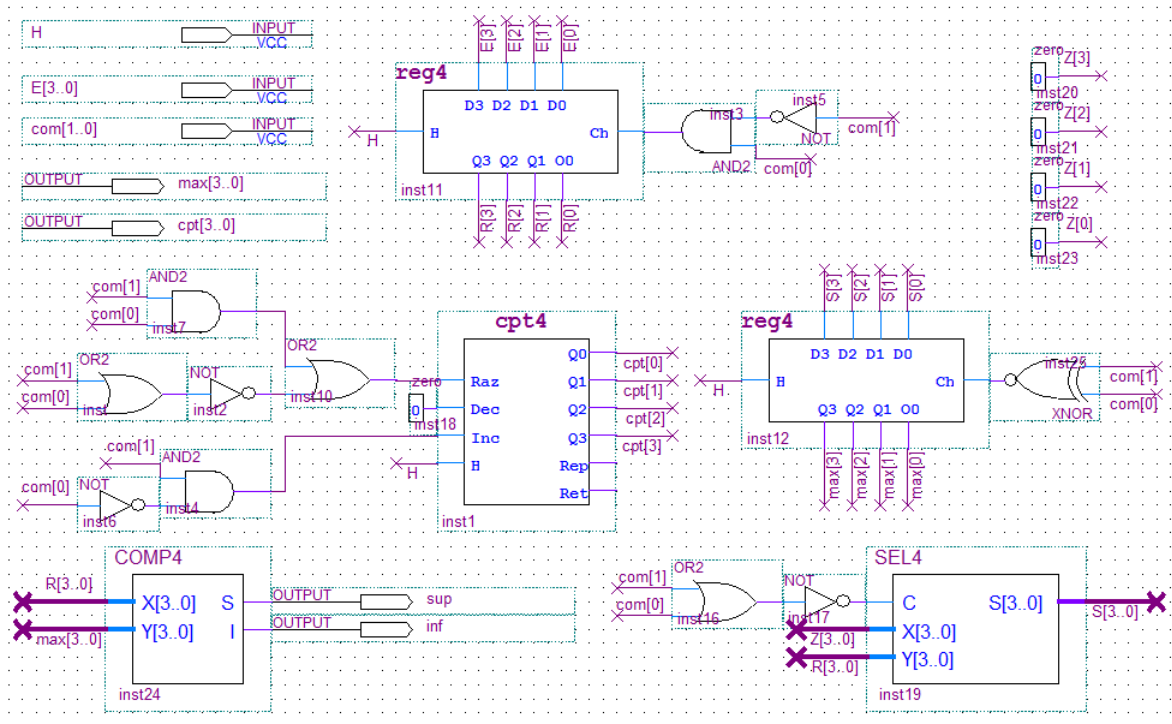 H
INPUT
VCC
E[3..0]
INPUT
VCC
com[1..0]
INPUT
VCC
OUTPUT
max[3..0]
OUTPUT
cpt[3..0]
E[3]
E[2]
E[1]
E[0]
reg4
D3 D2 D1 D0
H
H
Ch
Q3 Q2 Q1 O0
inst11
R[3]
R[2]
R[1]
R[0]
inst3
AND2
inst5
NOT
com[1]
com[0]
zero
Z[3]
0
inst20
zero
Z[2]
0
inst21
zero
Z[1]
0
inst22
zero
Z[0]
0
inst23
AND2
com[1]
com[0]
inst7
OR2
com[1]
com[0]
inst
NOT
inst2
OR2
inst10
AND2
com[1]
com[0]
NOT
inst6
inst4
cpt4
zero
0
inst18
H
Raz
Dec
Inc
H
Q0
Q1
Q2
Q3
Rep
Ret
cpt[0]
cpt[1]
cpt[2]
cpt[3]
inst1
S[3]
S[2]
S[1]
S[0]
reg4
D3 D2 D1 D0
H
H
Ch
Q3 Q2 Q1 O0
inst12
max[3]
max[2]
max[1]
max[0]
inst25
com[1]
com[0]
XNOR
COMP4
R[3..0]
max[3..0]
X[3..0]
S
Y[3..0]
I
inst24
OUTPUT
sup
OUTPUT
inf
com[1]
com[0]
OR2
inst16
NOT
inst17
SEL4
C
S[3..0]
X[3..0]
Y[3..0]
Z[3..0]
R[3..0]
S[3..0]
inst19